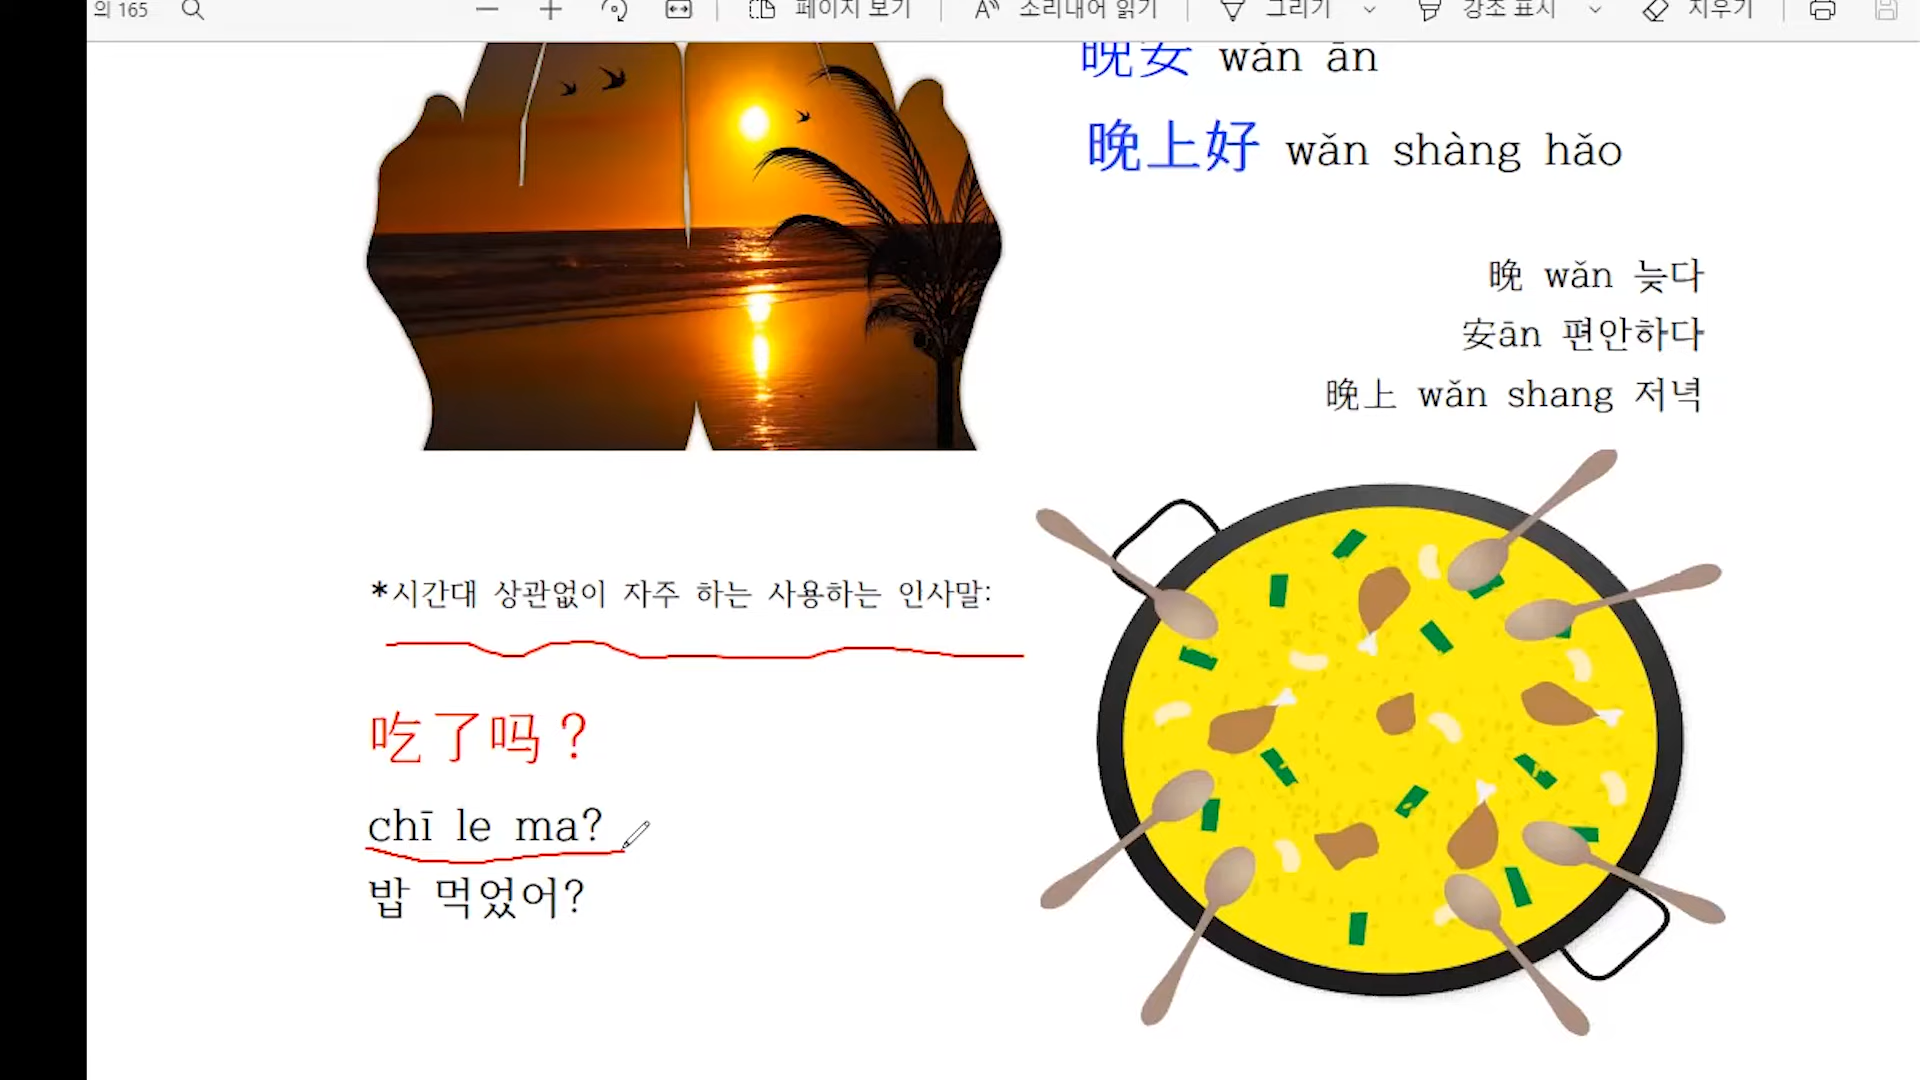 의 165
페이지 보기
소리내어 읽기
그리기
강조 표시
지우기
晚安 wǎn ān
晚上好 wǎn shàng hǎo
晚 wǎn 늦다
安ān 편안하다
晚上 wǎn shang 저녁
*시간대 상관없이 자주 하는 사용하는 인사말:
吃了吗？
chī le ma?
밥 먹었어?